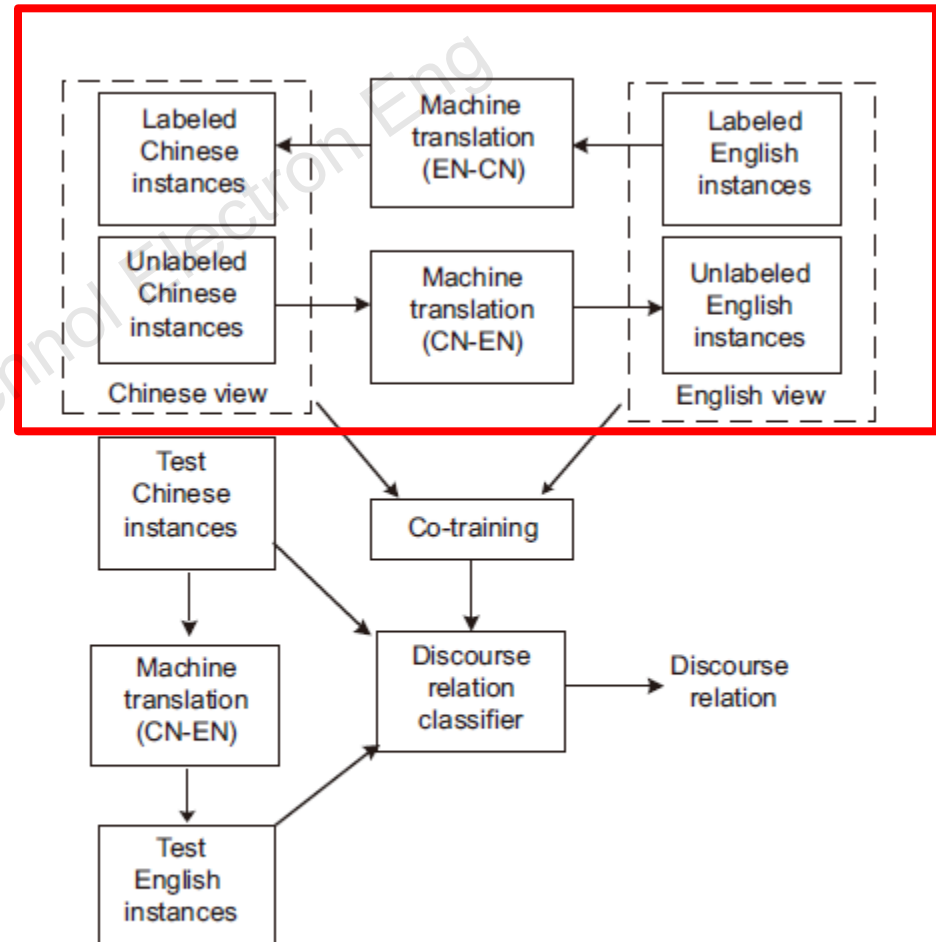 Labeled
Chinese
instances
Machine
translation
(EN-CN)
Labeled
English
instances
Unlabeled
Chinese
instances
Machine
translation
(CN-EN)
Unlabeled
English
instances
Chinese view
English view
Test
Chinese
instances
Co-training
Machine
translation
(CN-EN)
Discourse
relation
classifier
Discourse
relation
Test
English
instances
Electron Eng